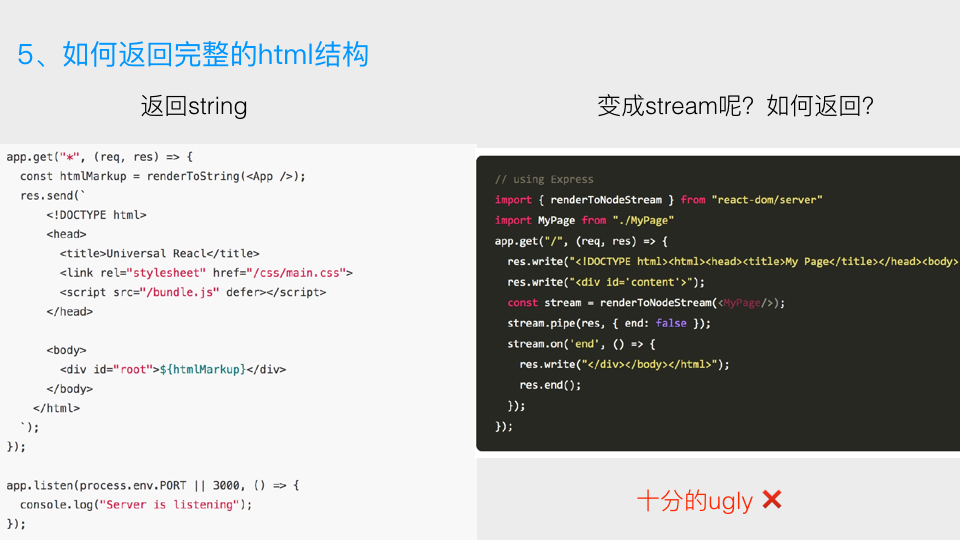 5、如何返回完整的html结构
返回string
app.get("*", (req, res) => {
  const htmlMarkup = renderToString(<App />);
  res.send(`
      <!DOCTYPE html>
      <head>
        <title>Universal Reacl</title>
        <link rel="stylesheet" href="/css/main.css">
        <script src="/bundle.js" defer></script>
      </head>

      <body>
        <div id="root">${htmlMarkup}</div>
      </body>
    </html>
  `);
});

app.listen(process.env.PORT || 3000, () => {
  console.log("Server is listening");
});
变成stream呢？如何返回？
// using Express
import { renderToNodeStream } from "react-dom/server"
import MyPage from "./MyPage"
app.get("/", (req, res) => {
  res.write("<!DOCTYPE html><html><head><title>My Page</title></head><body>
  res.write("<div id='content'>");
  const stream = renderToNodeStream(<MyPage/>);
  stream.pipe(res, { end: false });
  stream.on('end', () => {
    res.write("</div></body></html>");
    res.end();
  });
});
十分的ugly ❌